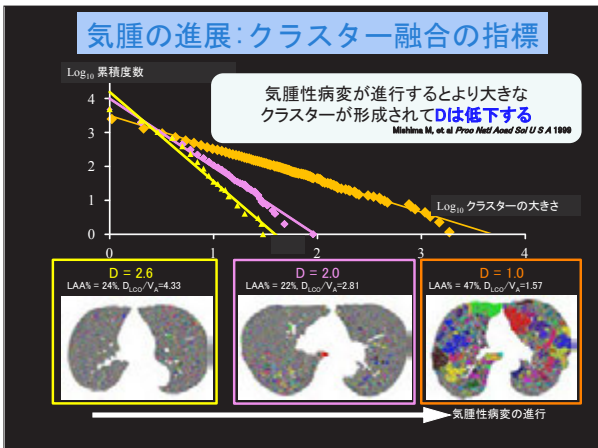 気腫の進展：クラスター融合の指標
Log10 累積度数
気腫性病変が進行するとより大きな
クラスターが形成されてDは低下する
Mishima M, et al Proc Natl Acad Sci U S A 1999
4
3
2
1
0
Log10 クラスターの大きさ
0 1 2 3 4
D = 2.6
LAA% = 24%, DLCO/VA=4.33
D = 2.0
LAA% = 22%, DLCO/VA=2.81
D = 1.0
LAA% = 47%, DLCO/VA=1.57
気腫性病変の進行